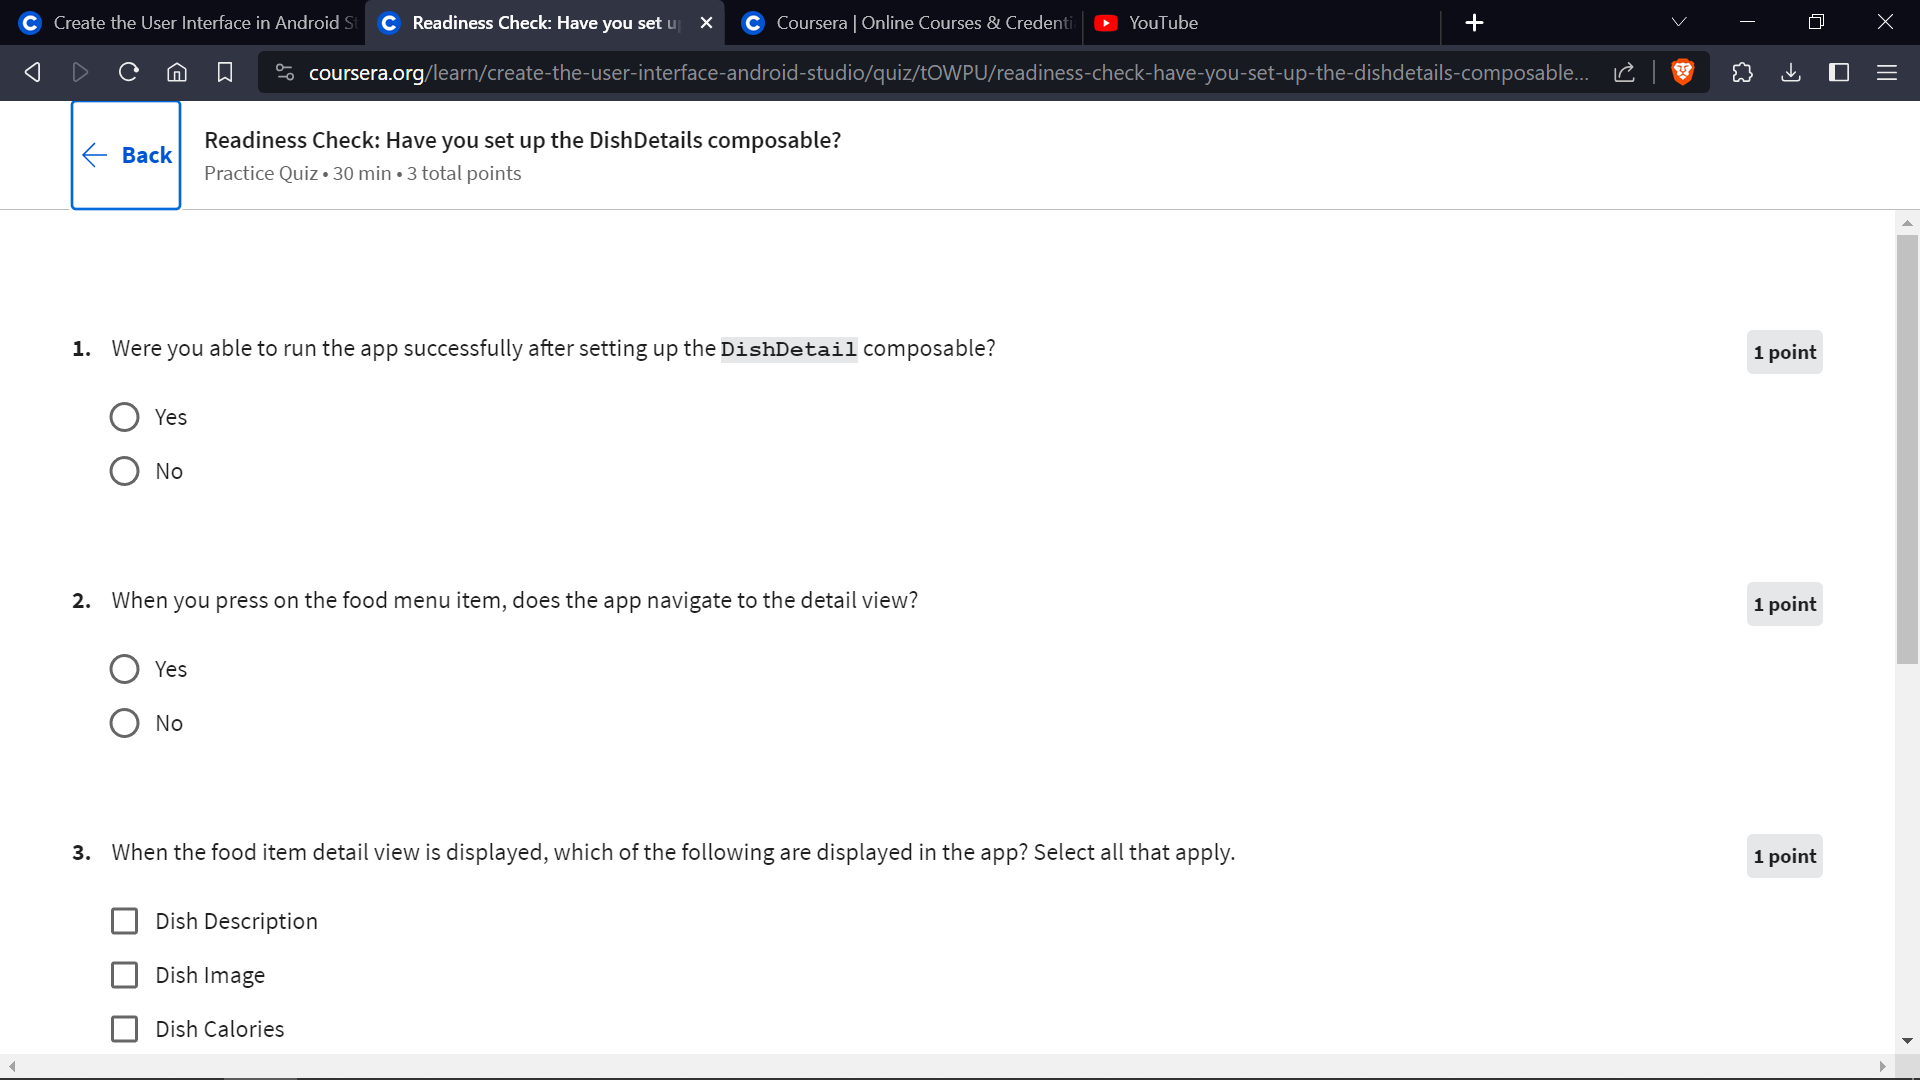 Create the User Interface in Android St
Readiness Check: Have you set u
Coursera | Online Courses & Credenti
YouTube
coursera.org/learn/create-the-user-interface-android-studio/quiz/tOWPU/readiness-check-have-you-set-up-the-dishdetails-composable...
Back
Readiness Check: Have you set up the DishDetails composable?
Practice Quiz • 30 min • 3 total points
1. Were you able to run the app successfully after setting up the DishDetail composable?
1 point
Yes
No
2. When you press on the food menu item, does the app navigate to the detail view?
1 point
Yes
No
3. When the food item detail view is displayed, which of the following are displayed in the app? Select all that apply.
1 point
Dish Description
Dish Image
Dish Calories